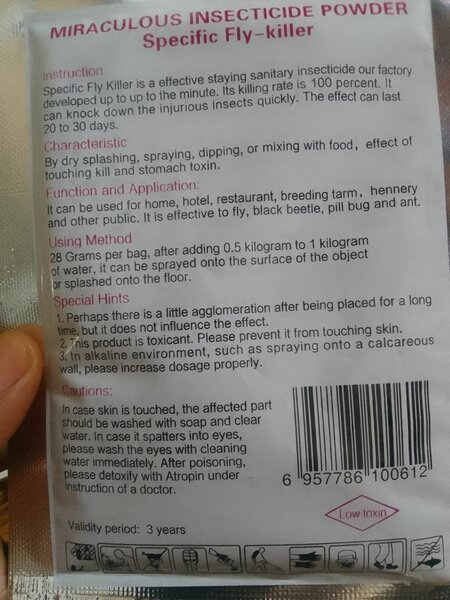 MIRACULOUS INSECTICIDE POWDER
Specific Fly-killer
Instruction
Specific Fly Killer is a effective staying sanitary insecticide our factory
developed up to up to the minute. Its killing rate is 100 percent. It
can knock down the injurious insects quickly. The effect can last
20 to 30 days.
Characteristic
By dry splashing, spraying, dipping, or mixing with food, effect of
touching kill and stomach toxin.
Function and Application:
It can be used for home, hotel, restaurant, breeding tarm, hennery
and other public. It is effective to fly, black beetle, pill bug and ant.
Using Method
28 Grams per bag, after adding 0.5 kilogram to 1 kilogram
of water, it can be sprayed onto the surface of the object
or splashed onto the floor.
Special Hints
1. Perhaps there is a little agglomeration after being placed for a long
time, but it does not influence the effect.
2. This product is toxicant. Please prevent it from touching skin.
3. In alkaline environment, such as spraying onto a calcareous
wall, please increase dosage properly.
Cautions:
In case skin is touched, the affected part
should be washed with soap and clear
water. In case it spatters into eyes,
please wash the eyes with cleaning
water immediately. After poisoning,
please detoxify with Atropin under
instruction of a doctor.
6 957786 100612
Low toxin
Validity period: 3 years